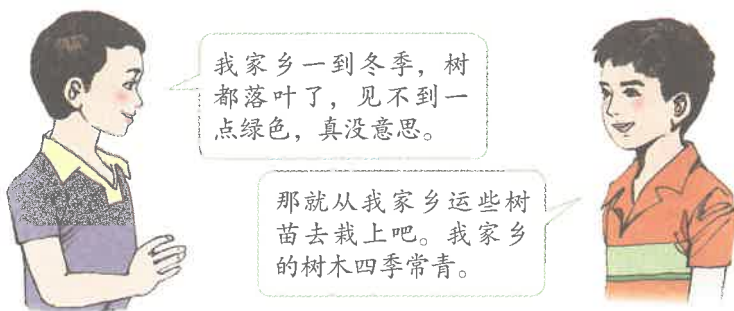 我家乡一到冬季，树
都落叶了，见不到一
点绿色，真没意思。
那就从我家乡运些树
苗去栽上吧。我家乡
的树木四季常青。